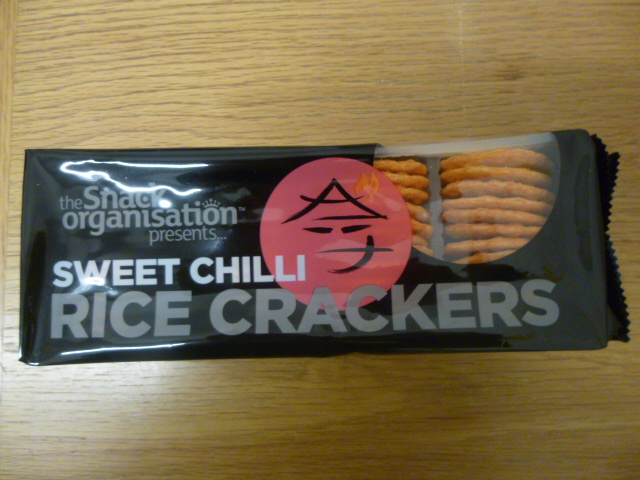 the Snack
organisation™
presents...
SWEET CHILLI
RICE CRACKERS